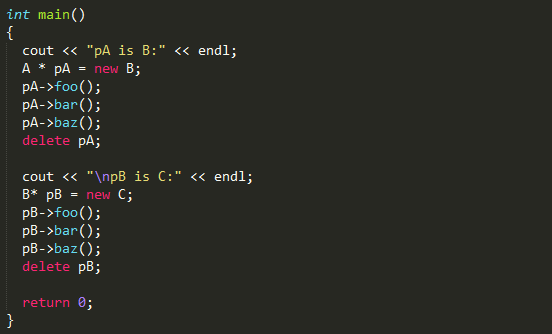 int main()
{
  cout << "pA is B:" << endl;
  A * pA = new B;
  pA->foo();
  pA->bar();
  pA->baz();
  delete pA;

  cout << "\npB is C:" << endl;
  B* pB = new C;
  pB->foo();
  pB->bar();
  pB->baz();
  delete pB;

  return 0;
}